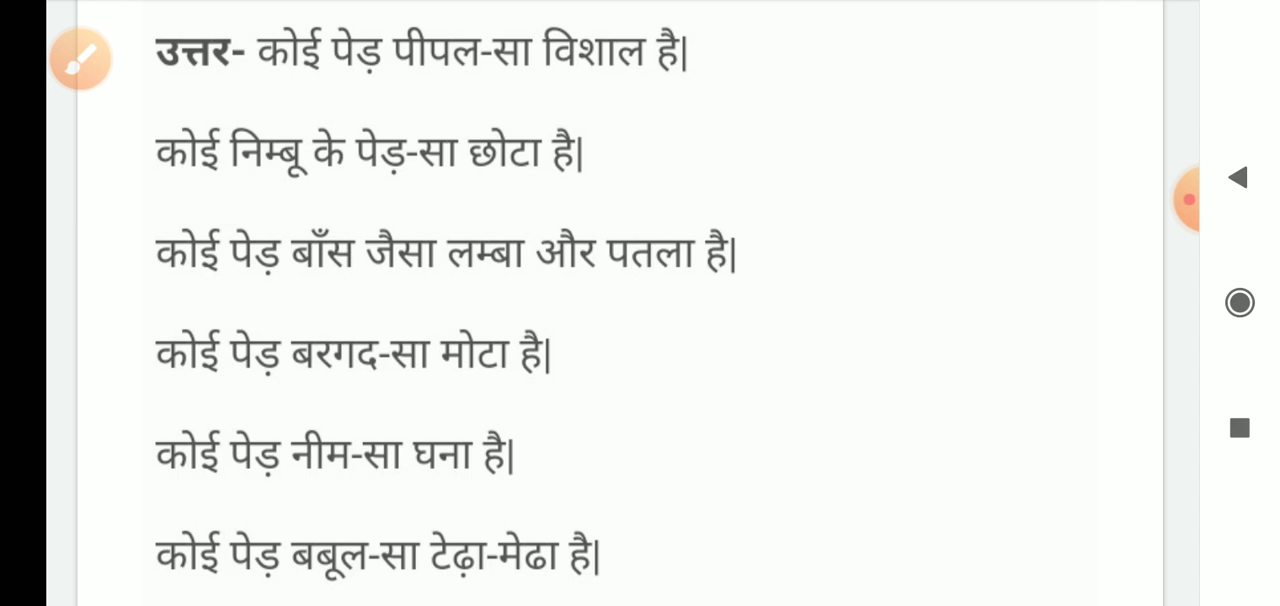 उत्तर- कोई पेड़ पीपल-सा विशाल है|
कोई निम्बू के पेड़-सा छोटा है|
कोई पेड़ बाँस जैसा लम्बा और पतला है|
कोई पेड़ बरगद-सा मोटा है|
कोई पेड़ नीम-सा घना है|
कोई पेड़ बबूल-सा टेढ़ा-मेढा है|